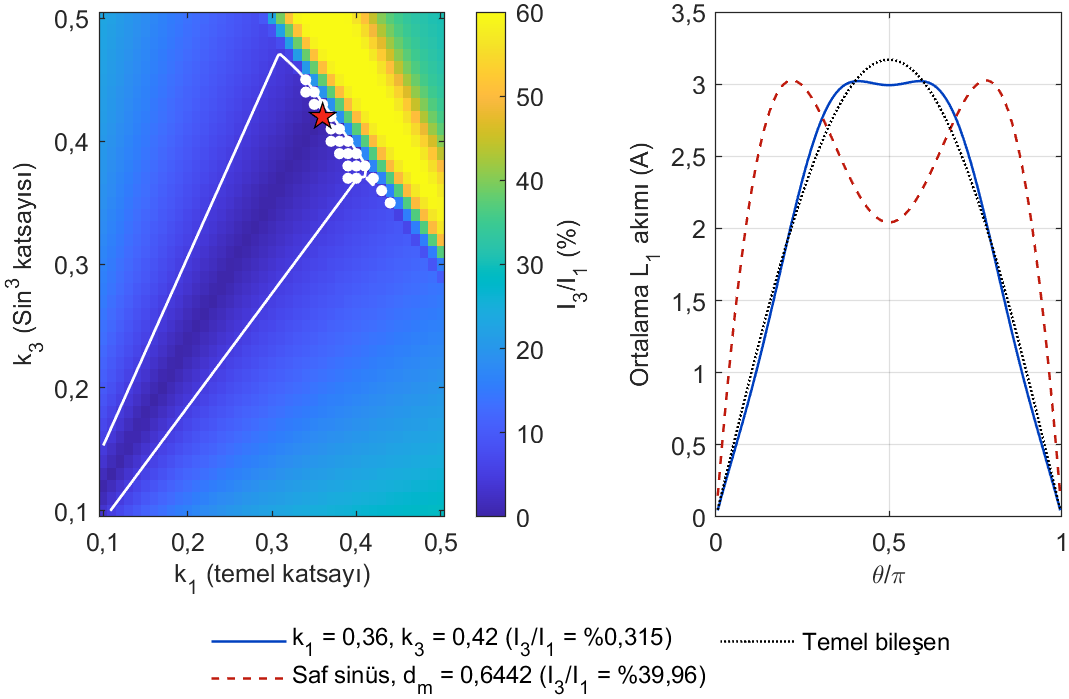 0,5
0,4
0,3
0,2
0,1
k3 (Sin3 katsayısı)
0,1 0,2 0,3 0,4 0,5
k1 (temel katsayı)
60
50
40
30
20
10
0
I3/I1 (%)
3,5
3
2,5
2
1,5
1
0,5
0
Ortalama L1 akımı (A)
0 0,5 1
θ/π
k1 = 0,36, k3 = 0,42 (I3/I1 = %0,315)
Temel bileşen
Saf sinüs, dm = 0,6442 (I3/I1 = %39,96)